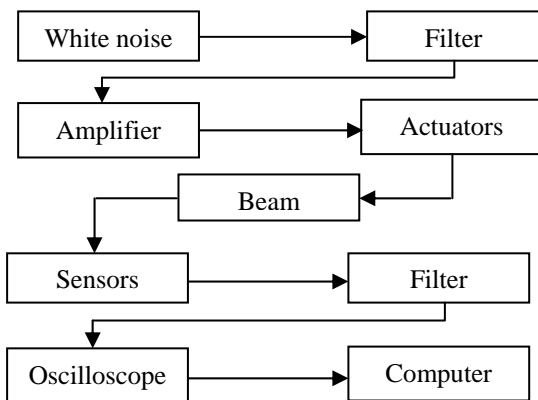 White noise
Filter
Amplifier
Actuators
Beam
Sensors
Filter
Oscilloscope
Computer